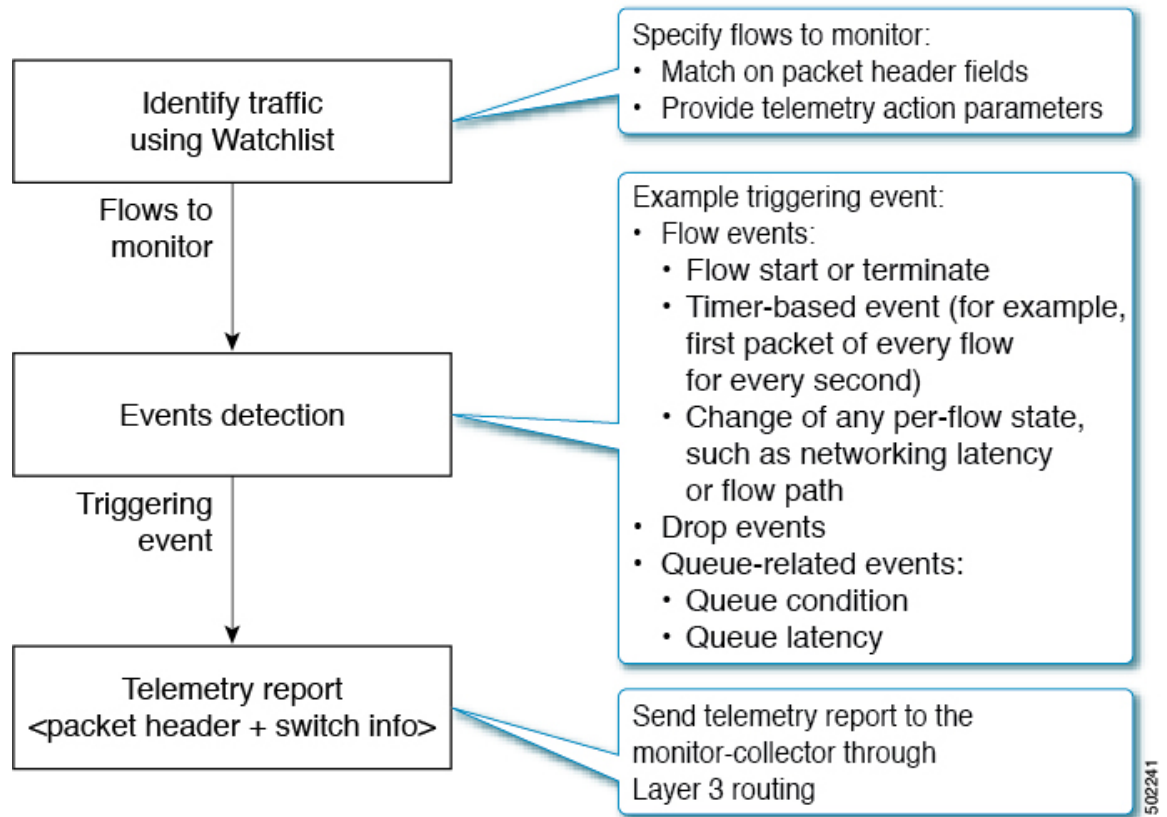 Identify traffic
using Watchlist
Specify flows to monitor:
• Match on packet header fields
• Provide telemetry action parameters
Flows to
monitor
Events detection
Example triggering event:
• Flow events:
• Flow start or terminate
• Timer-based event (for example,
first packet of every flow
for every second)
• Change of any per-flow state,
such as networking latency
or flow path
• Drop events
• Queue-related events:
• Queue condition
• Queue latency
Triggering
event
Telemetry report
<packet header + switch info>
Send telemetry report to the
monitor-collector through
Layer 3 routing
502241